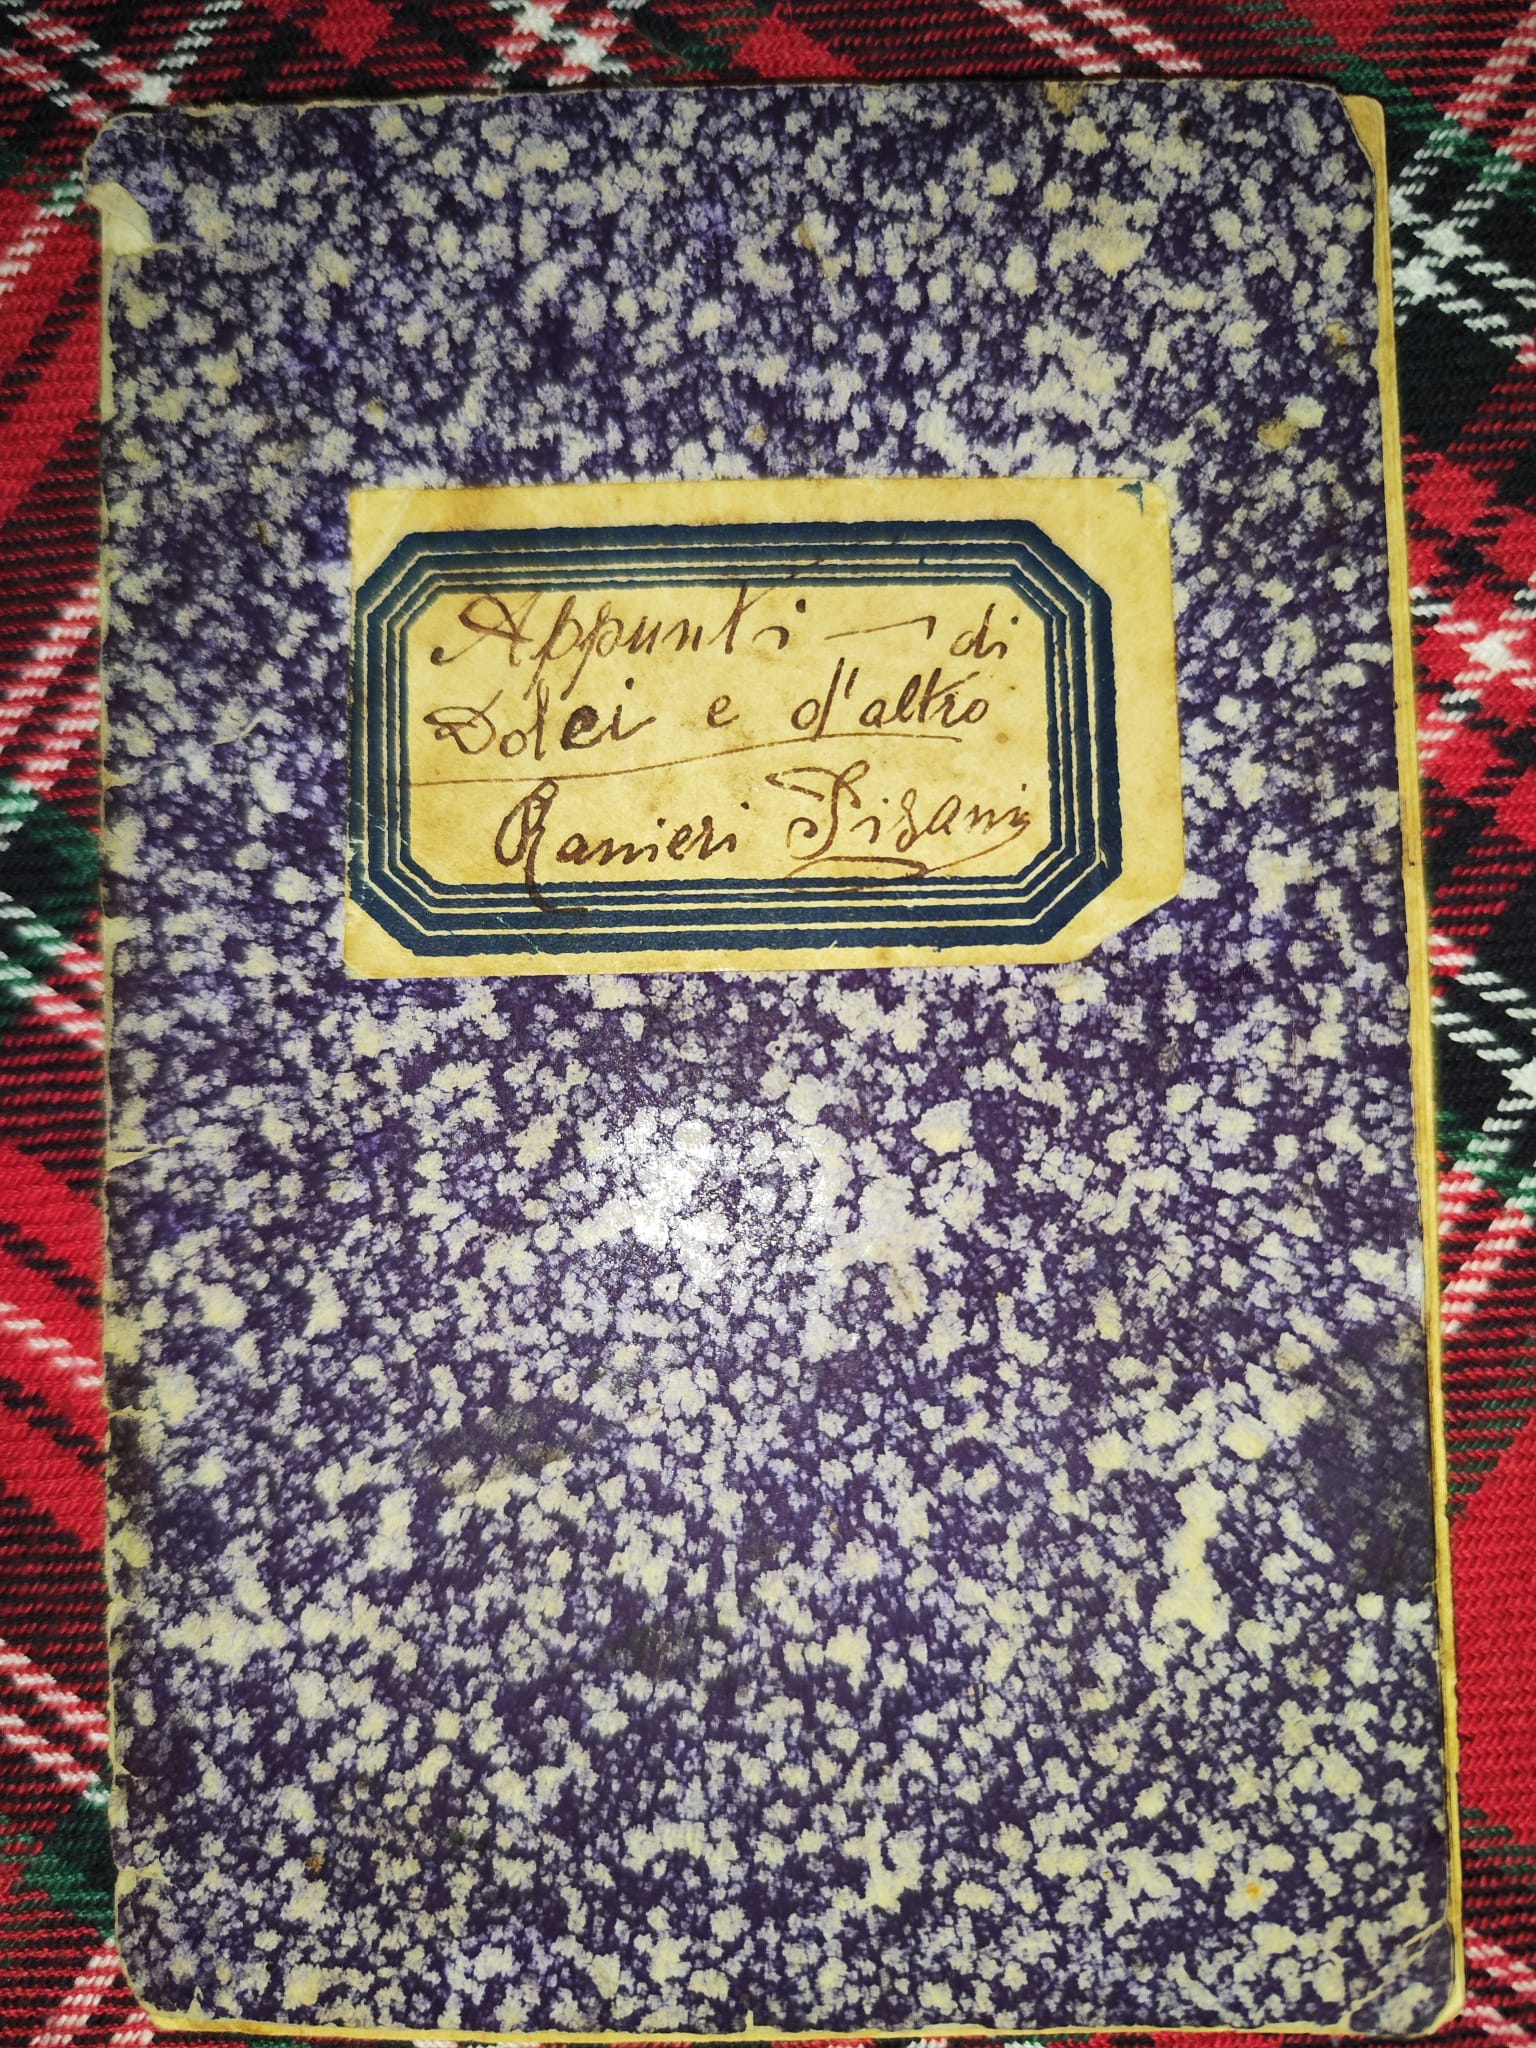 Appunti — di
Dolci e d'altro
Ranieri Pisani